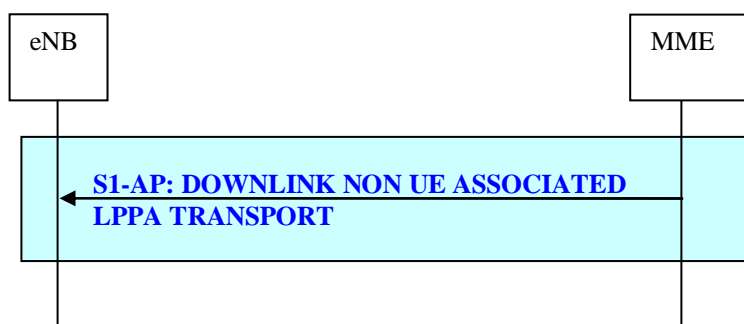 eNB
MME
S1-AP: DOWNLINK NON UE ASSOCIATED
LPPA TRANSPORT